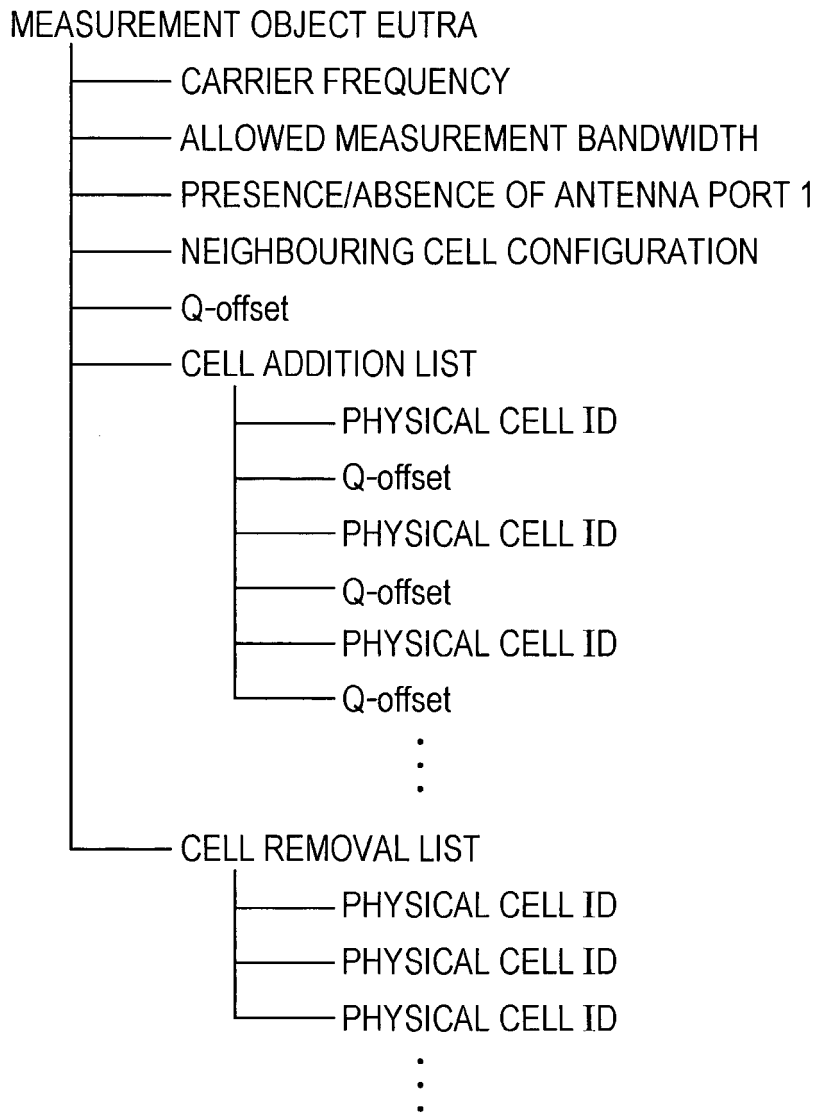 MEASUREMENT OBJECT EUTRA
CARRIER FREQUENCY
ALLOWED MEASUREMENT BANDWIDTH
PRESENCE/ABSENCE OF ANTENNA PORT 1
NEIGHBOURING CELL CONFIGURATION
Q-offset
CELL ADDITION LIST
PHYSICAL CELL ID
Q-offset
PHYSICAL CELL ID
Q-offset
PHYSICAL CELL ID
Q-offset
CELL REMOVAL LIST
PHYSICAL CELL ID
PHYSICAL CELL ID
PHYSICAL CELL ID